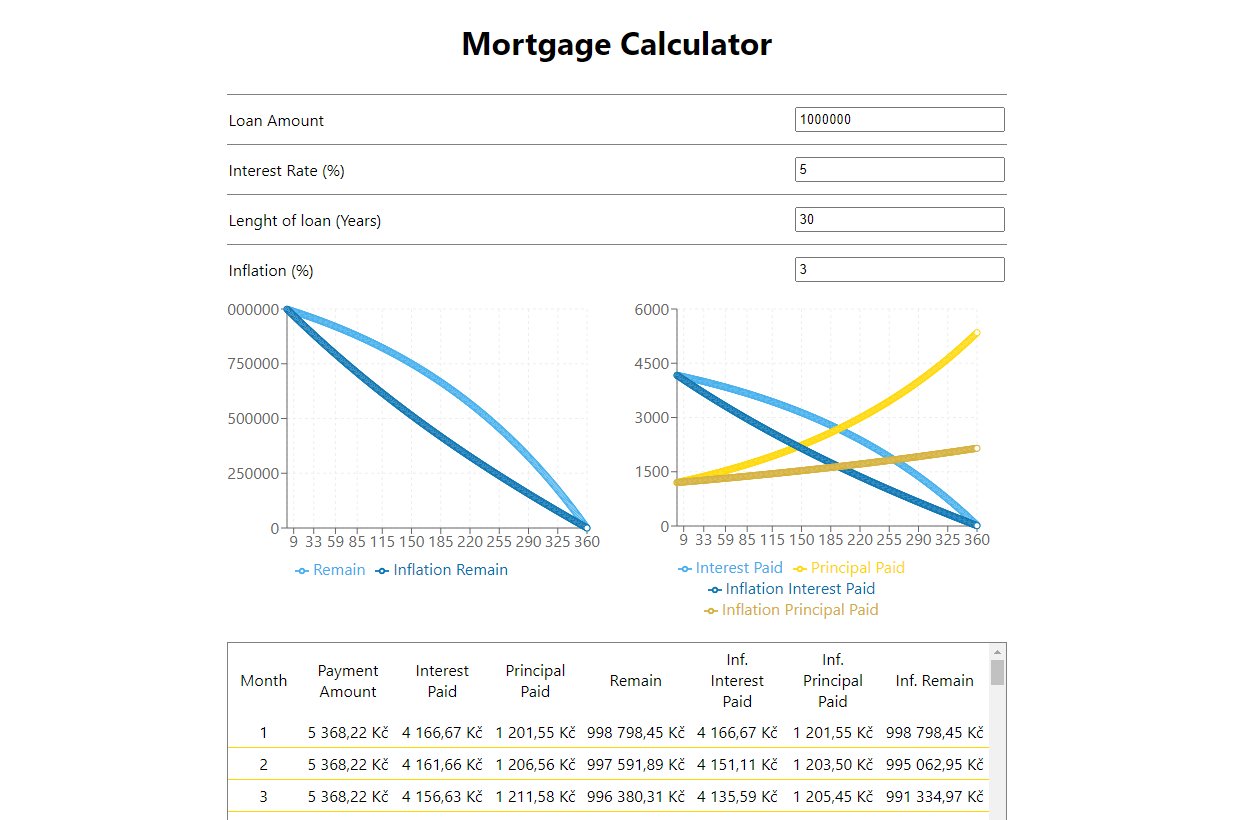 Mortgage Calculator
Loan Amount 1000000
Interest Rate (%) 5
Lenght of loan (Years) 30
Inflation (%) 3
000000
750000
500000
250000
0
9 33 59 85 115 150 185 220 255 290 325 360
Remain Inflation Remain
6000
4500
3000
1500
0
9 33 59 85 115 150 185 220 255 290 325 360
Interest Paid Principal Paid
Inflation Interest Paid
Inflation Principal Paid
Month Payment Amount Interest Paid Principal Paid Remain Inf. Interest Paid Inf. Principal Paid Inf. Remain
1 5 368,22 Kč 4 166,67 Kč 1 201,55 Kč 998 798,45 Kč 4 166,67 Kč 1 201,55 Kč 998 798,45 Kč
2 5 368,22 Kč 4 161,66 Kč 1 206,56 Kč 997 591,89 Kč 4 151,11 Kč 1 203,50 Kč 995 062,95 Kč
3 5 368,22 Kč 4 156,63 Kč 1 211,58 Kč 996 380,31 Kč 4 135,59 Kč 1 205,45 Kč 991 334,97 Kč